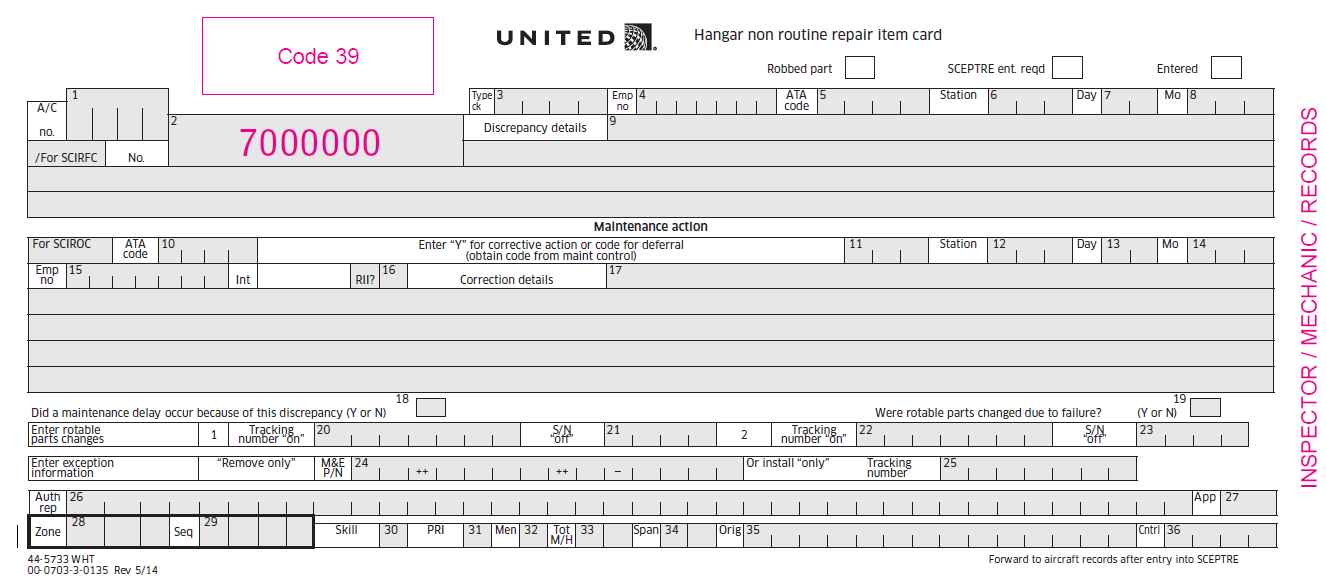 Code 39
UNITED
Hangar non routine repair item card
Robbed part
SCEPTRE ent. reqd
Entered
A/C no.
1
Type ck
3
Emp no
4
ATA code
5
Station
6
Day
7
Mo
8
2
7000000
Discrepancy details
9
/For SCIRFC
No.
Maintenance action
For SCIROC
ATA code
10
Enter “Y” for corrective action or code for deferral
(obtain code from maint control)
11
Station
12
Day
13
Mo
14
Emp no
15
Int
RII?
16
Correction details
17
Did a maintenance delay occur because of this discrepancy (Y or N)
18
Were rotable parts changed due to failure?
(Y or N)
19
Enter rotable
parts changes
1
Tracking
number “on”
20
S/N
“off”
21
2
Tracking
number “on”
22
S/N
“off”
23
Enter exception
information
“Remove only”
M&E
P/N
24
++
++
–
Or install “only”
Tracking
number
25
Auth
rep
26
App
27
Zone
28
Seq
29
Skill
30
PRI
31
Men
32
Tot
M/H
33
Span
34
Orig
35
Cntrl
36
44-5733 WHT
00-0703-3-0135 Rev 5/14
Forward to aircraft records after entry into SCEPTRE
INSPECTOR / MECHANIC / RECORDS